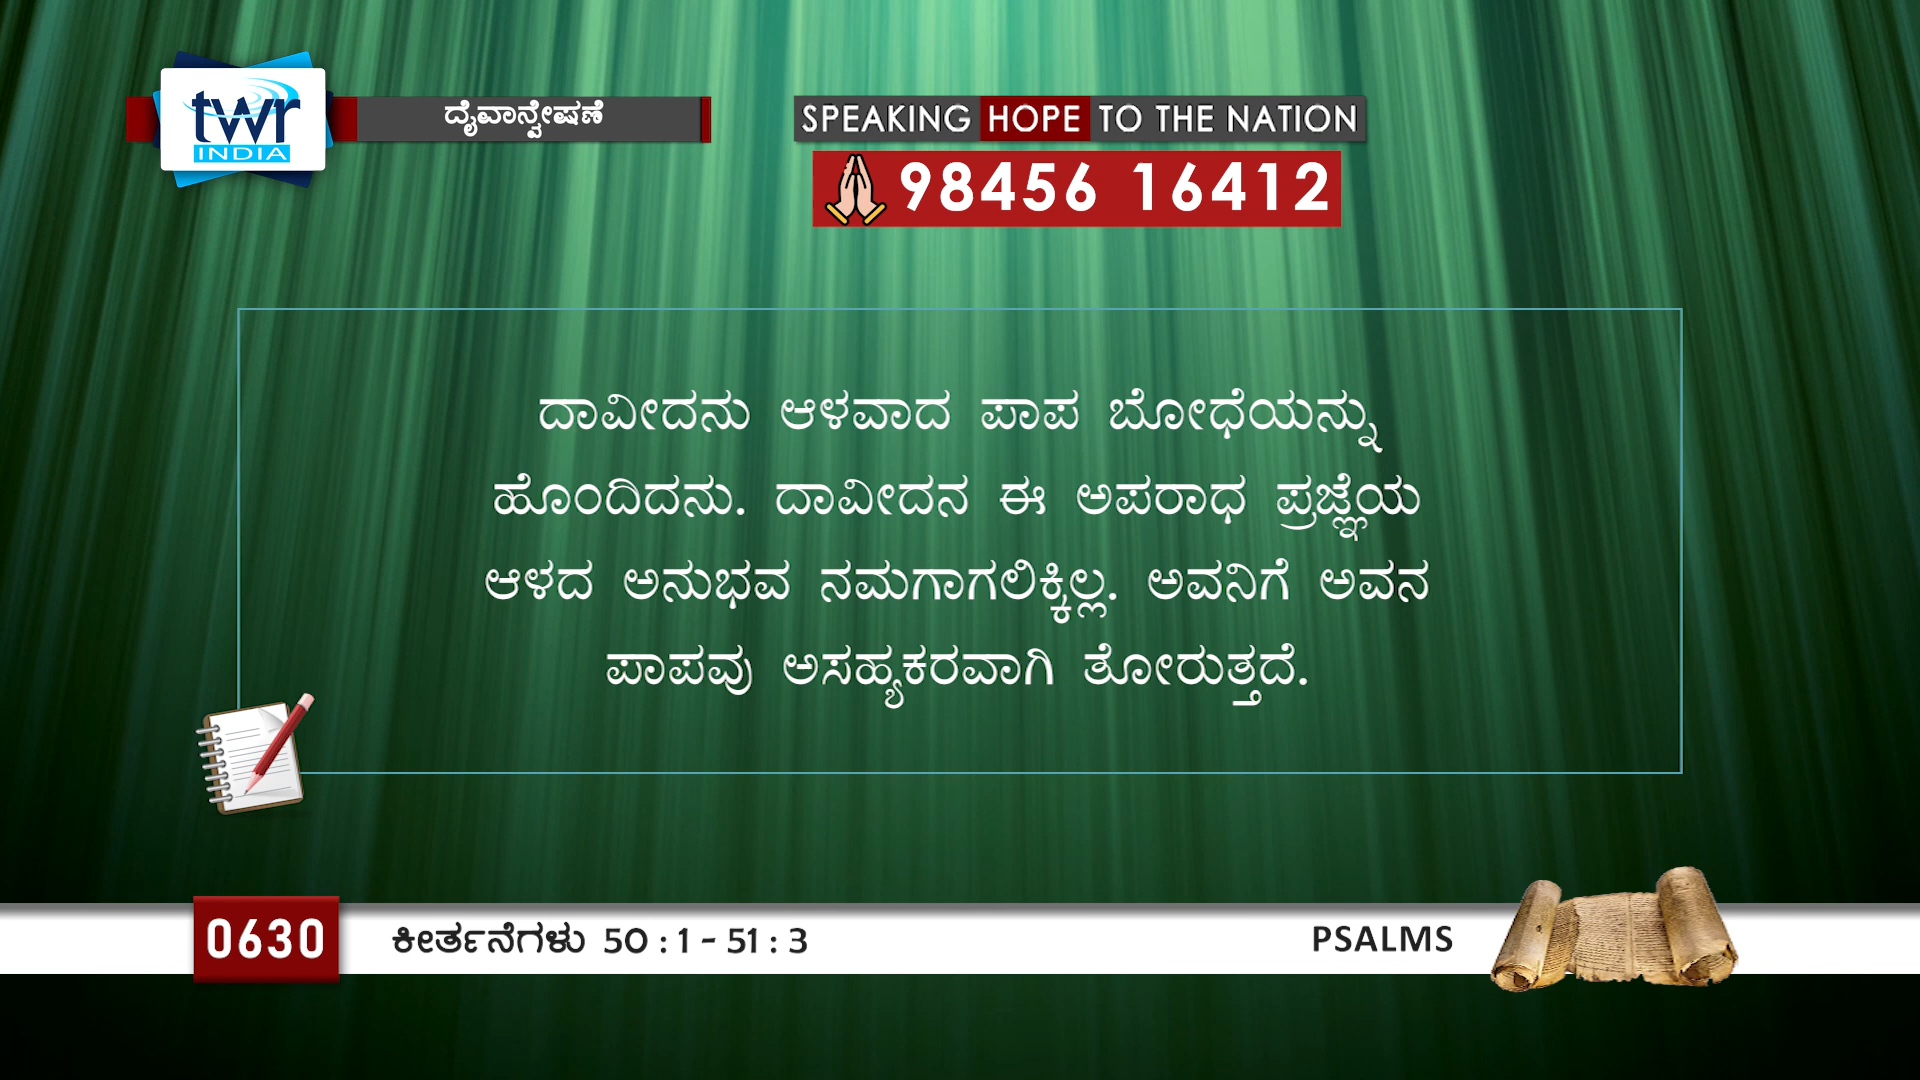 twr
INDIA
ದೈವಾನ್ವೇಷಣೆ
SPEAKING HOPE TO THE NATION
98456 16412
ದಾವೀದನು ಆಳವಾದ ಪಾಪ ಬೋಧೆಯನ್ನು
ಹೊಂದಿದನು. ದಾವೀದನ ಈ ಅಪರಾಧ ಪ್ರಜ್ಞೆಯ
ಆಳದ ಅನುಭವ ನಮಗಾಗಲಿಕ್ಕಿಲ್ಲ. ಅವನಿಗೆ ಅವನ
ಪಾಪವು ಅಸಹ್ಯಕರವಾಗಿ ತೋರುತ್ತದೆ.
0630 ಕೀರ್ತನೆಗಳು 50 : 1 - 51 : 3 PSALMS